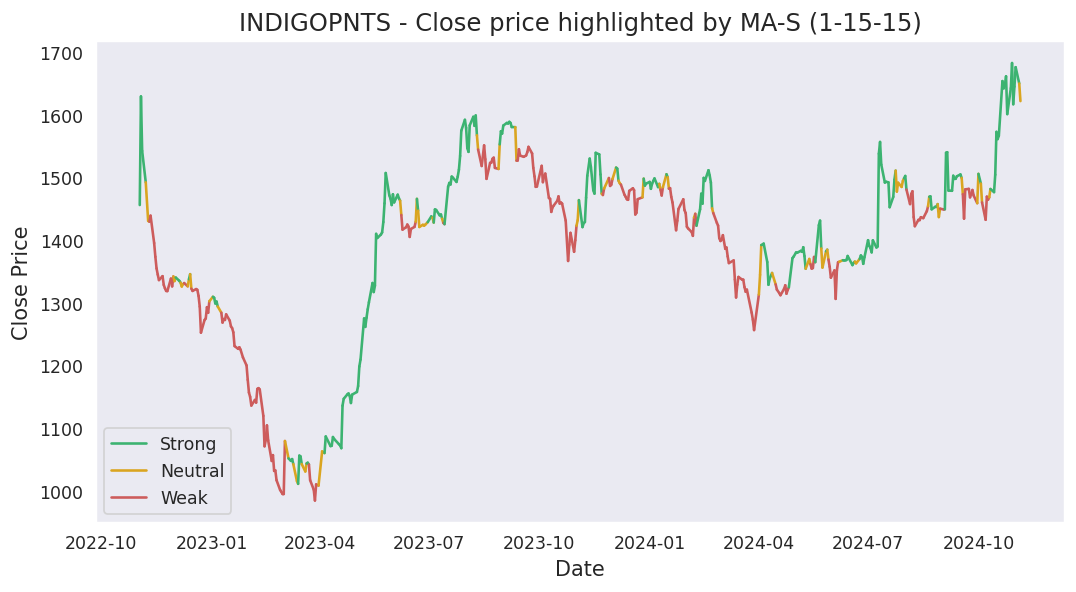 INDIGOPNTS - Close price highlighted by MA-S (1-15-15)
1700
1600
1500
1400
1300
1200
1100
1000
Close Price
Strong
Neutral
Weak
2022-10 2023-01 2023-04 2023-07 2023-10 2024-01 2024-04 2024-07 2024-10
Date